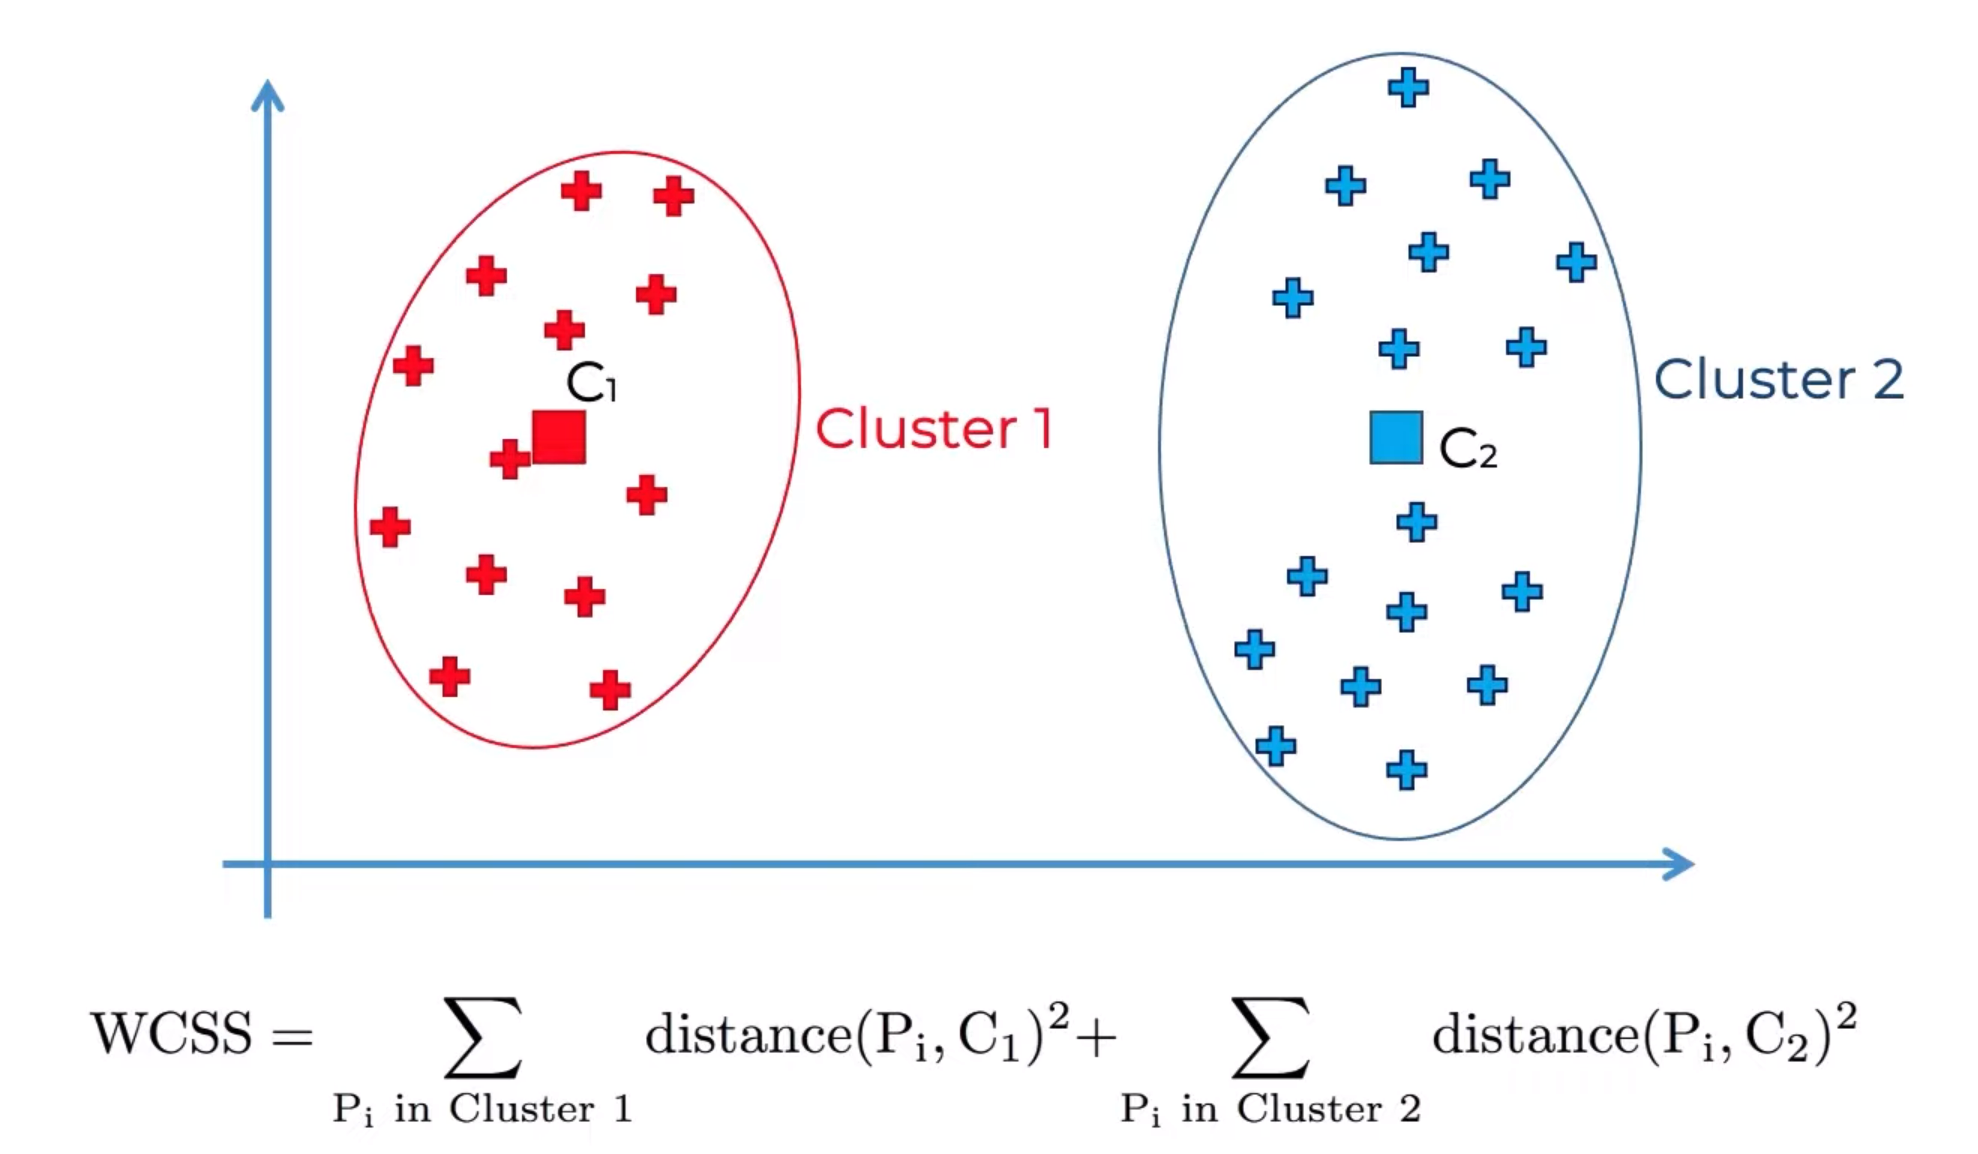 C₁
Cluster 1
Cluster 2
C₂
WCSS = ∑ distance(Pᵢ, C₁)² + ∑ distance(Pᵢ, C₂)²
Pᵢ in Cluster 1 Pᵢ in Cluster 2